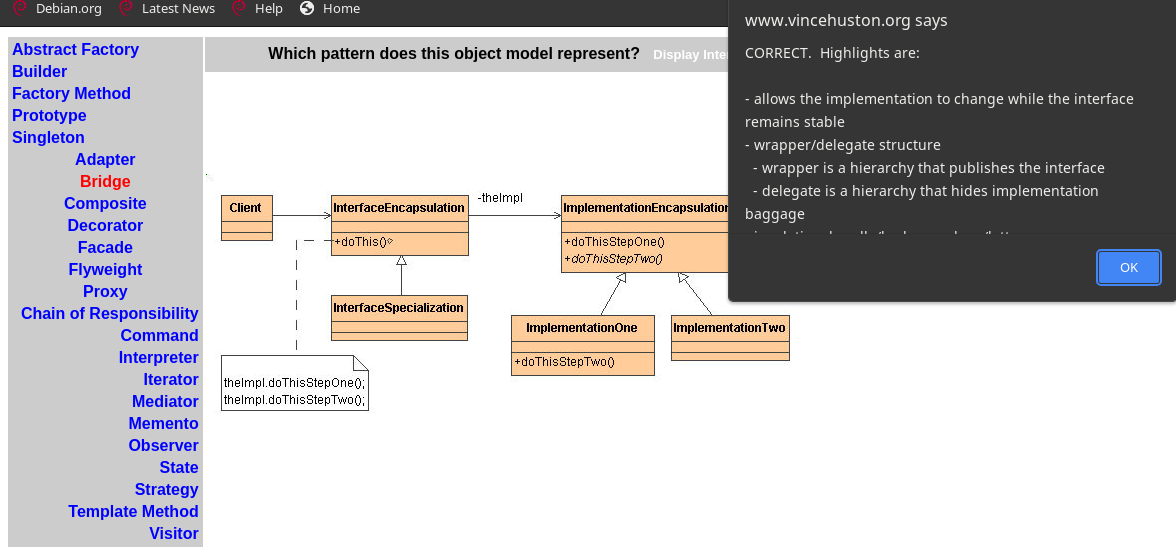 Debian.org Latest News Help Home
Abstract Factory
Builder
Factory Method
Prototype
Singleton
Adapter
Bridge
Composite
Decorator
Facade
Flyweight
Proxy
Chain of Responsibility
Command
Interpreter
Iterator
Mediator
Memento
Observer
State
Strategy
Template Method
Visitor
Which pattern does this object model represent? Display Inte
Client
InterfaceEncapsulation
+doThis()
-theImpl
ImplementationEncapsulation
+doThisStepOne()
+doThisStepTwo()
InterfaceSpecialization
ImplementationOne
+doThisStepTwo()
ImplementationTwo
theImpl.doThisStepOne();
theImpl.doThisStepTwo();
www.vincehuston.org says
CORRECT. Highlights are:
- allows the implementation to change while the interface
remains stable
- wrapper/delegate structure
- wrapper is a hierarchy that publishes the interface
- delegate is a hierarchy that hides implementation
baggage
OK